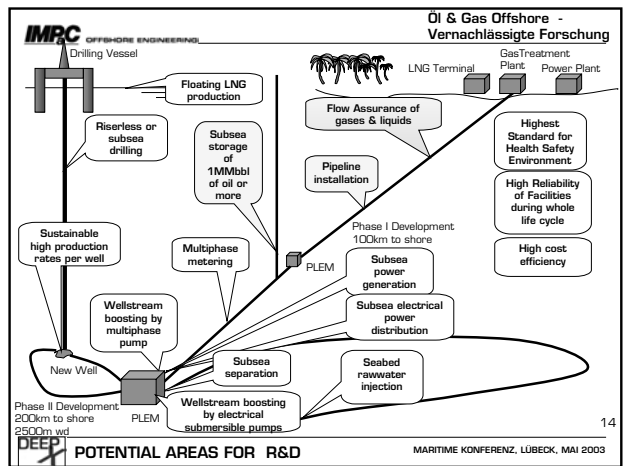 IMPaC OFFSHORE ENGINEERING
Öl & Gas Offshore -
Vernachlässigte Forschung
Drilling Vessel
Floating LNG
production
GasTreatment
Plant
LNG Terminal
Power Plant
Riserless or
subsea
drilling
Subsea
storage
of
1MMbbl
of oil or
more
Flow Assurance of
gases & liquids
Pipeline
installation
Highest
Standard for
Health Safety
Environment
High Reliability
of Facilities
during whole
life cycle
High cost
efficiency
Sustainable
high production
rates per well
Multiphase
metering
Phase I Development
100km to shore
PLEM
Subsea
power
generation
Subsea electrical
power
distribution
Wellstream
boosting by
multiphase
pump
Subsea
separation
Seabed
rawwater
injection
New Well
Wellstream boosting
by electrical
submersible pumps
PLEM
Phase II Development
200km to shore
2500m wd
14
DEEP X
POTENTIAL AREAS FOR R&D
MARITIME KONFERENZ, LÜBECK, MAI 2003